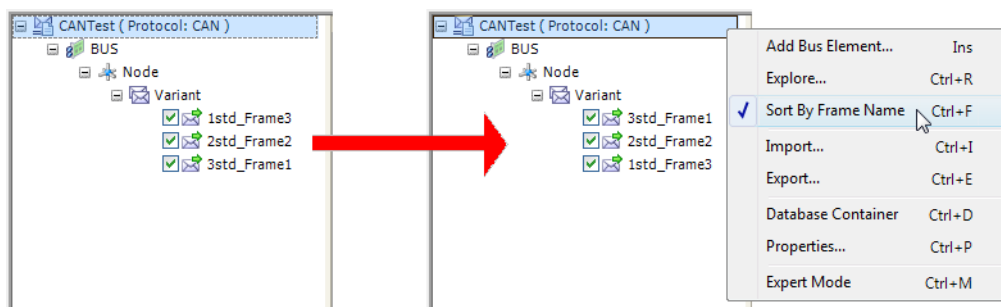 CANTest ( Protocol: CAN )
BUS
Node
Variant
1std_Frame3
2std_Frame2
3std_Frame1
CANTest ( Protocol: CAN )
BUS
Node
Variant
3std_Frame1
2std_Frame2
1std_Frame3
Add Bus Element... Ins
Explore... Ctrl+R
Sort By Frame Name Ctrl+F
Import... Ctrl+I
Export... Ctrl+E
Database Container Ctrl+D
Properties... Ctrl+P
Expert Mode Ctrl+M